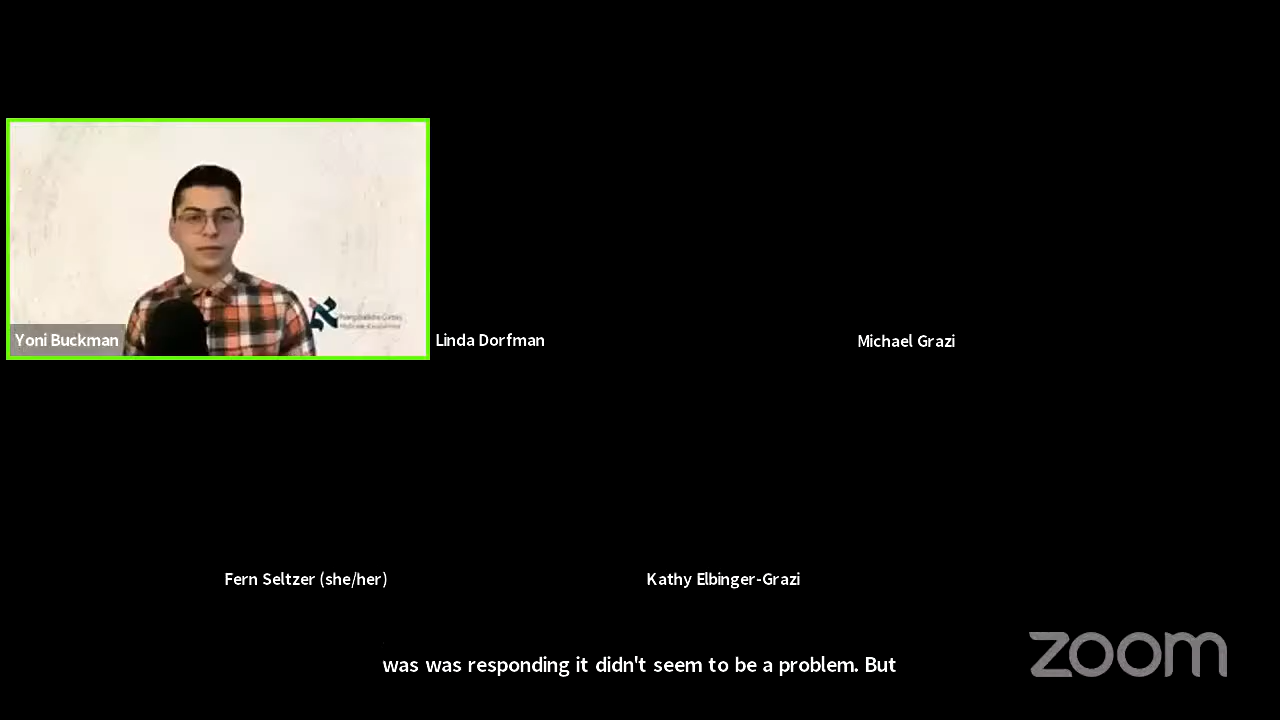 Yoni Buckman
Linda Dorfman
Michael Grazi
Fern Seltzer (she/her)
Kathy Elbinger-Grazi
was was responding it didn't seem to be a problem. But
zoom